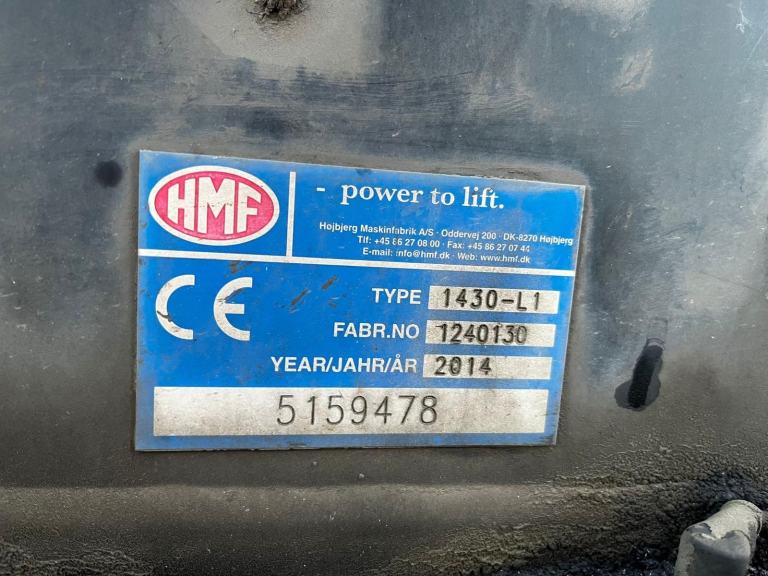 HMF
- power to lift.
Højbjerg Maskinfabrik A/S · Oddervej 200 · DK-8270 Højbjerg
Tlf: +45 86 27 08 00 · Fax: +45 86 27 07 44
E-mail: info@hmf.dk · Web: www.hmf.dk
CE
TYPE 1430-L1
FABR.NO 1240130
YEAR/JAHR/ÅR 2014
5159478